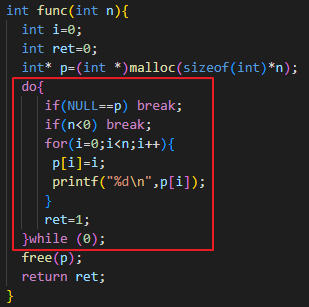 int func(int n){
  int i=0;
  int ret=0;
  int* p=(int *)malloc(sizeof(int)*n);
  do{
     if(NULL==p) break;
     if(n<0) break;
     for(i=0;i<n;i++){
      p[i]=i;
      printf("%d\n",p[i]);
     }
     ret=1;
  }while (0);
  free(p);
  return ret;
}